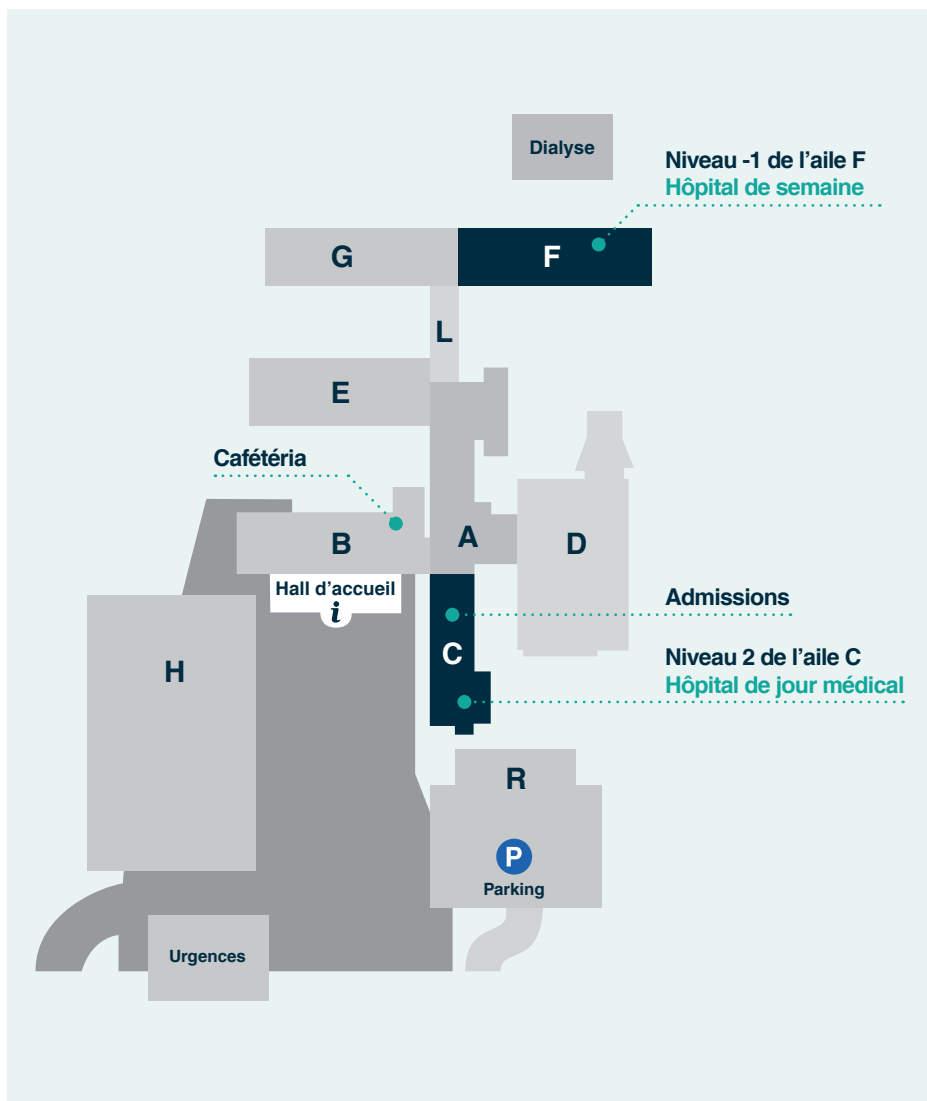 Dialyse
Niveau -1 de l’aile F
Hôpital de semaine
G
F
L
E
Cafétéria
B
A
D
Hall d’accueil
i
Admissions
C
Niveau 2 de l’aile C
Hôpital de jour médical
H
R
P
Parking
Urgences